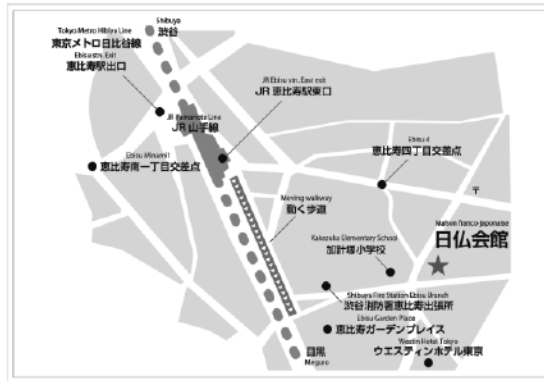 Shibuya
渋谷
Tokyo Metro Hibiya Line
東京メトロ日比谷線
Ebisu stn. Exit
恵比寿駅出口
JR Ebisu stn. East exit
JR 恵比寿駅東口
JR Yamanote Line
JR 山手線
Ebisu 4
恵比寿四丁目交差点
Ebisu Minami 1
恵比寿南一丁目交差点
〒
Moving walkway
動く歩道
Maison franco-japonaise
日仏会館
Kakezuka Elementary School
加計塚小学校
Shibuya Fire Station Ebisu Branch
渋谷消防署恵比寿出張所
Ebisu Garden Place
恵比寿ガーデンプレイス
Westin Hotel Tokyo
ウエスティンホテル東京
目黒
Meguro